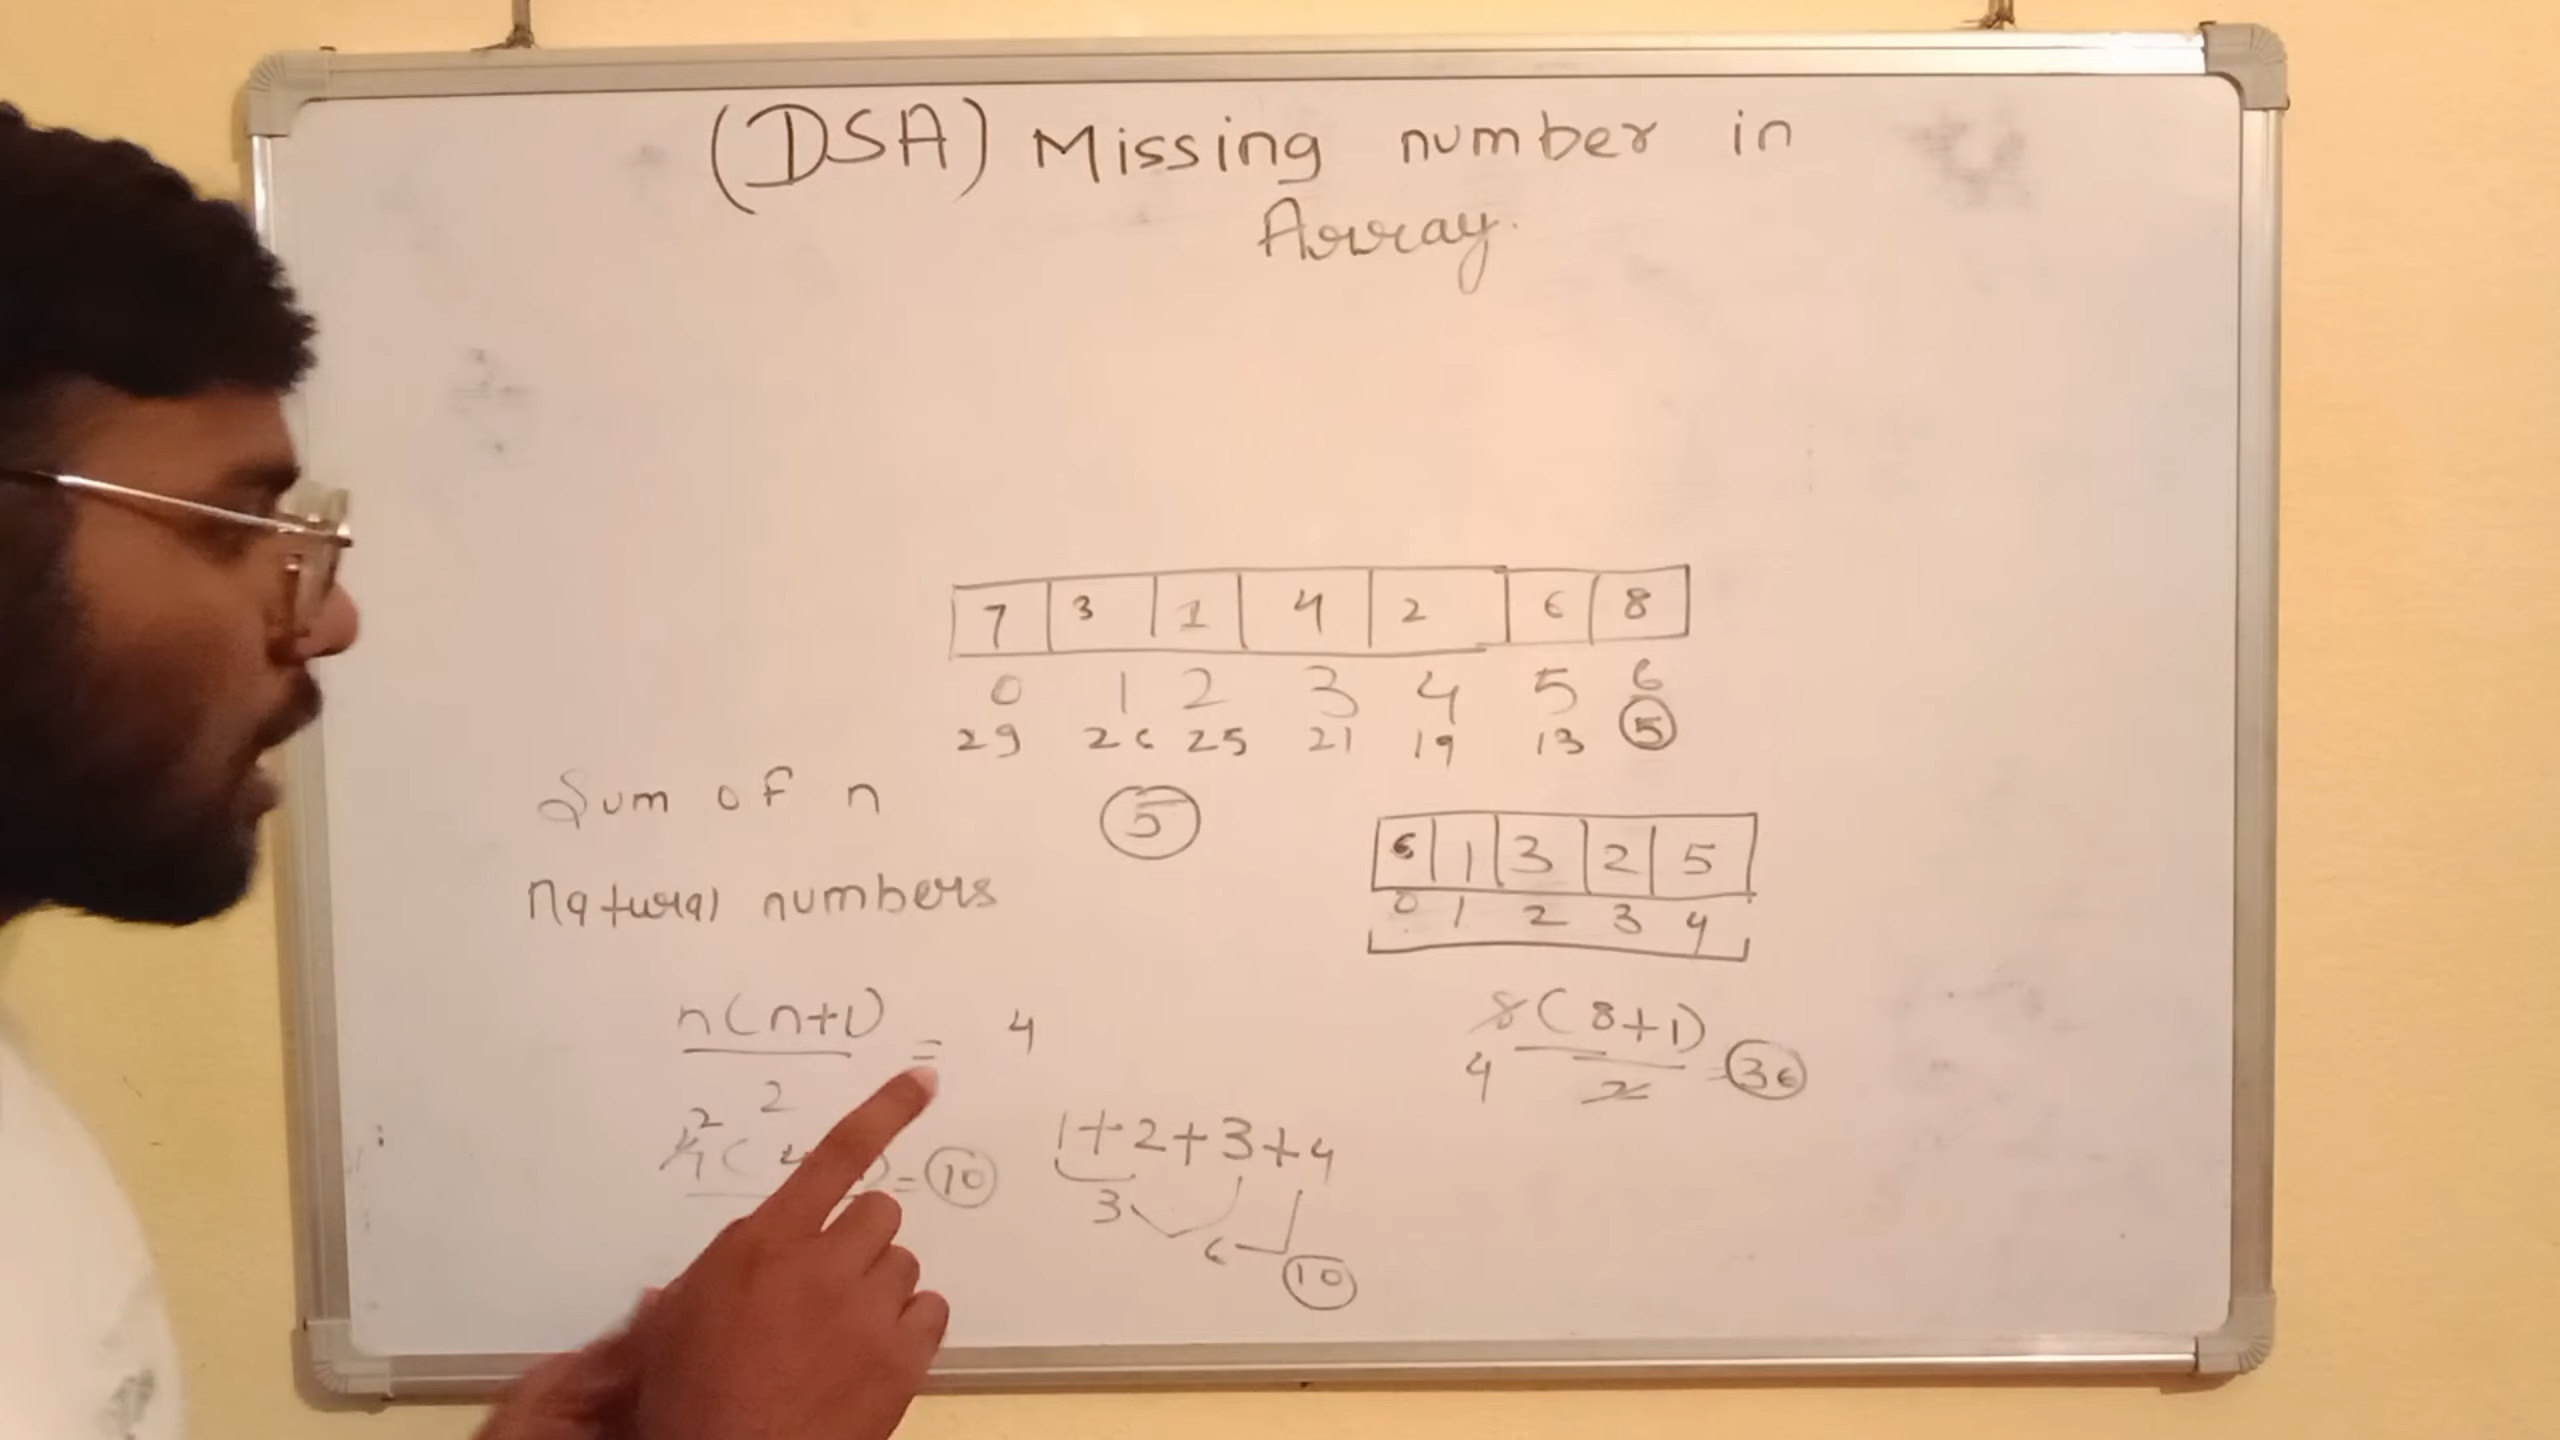 (DSA) Missing number in
Array.
7 3 1 4 2 6 8
0 1 2 3 4 5 6
29 26 25 21 19 13 5
Sum of n
5
6 1 3 2 5
natural numbers
0 1 2 3 4
n(n+1)
2
= 4
8(8+1)
4 2
= 36
2
4(4
= 10
1+2+3+4
3
6
10